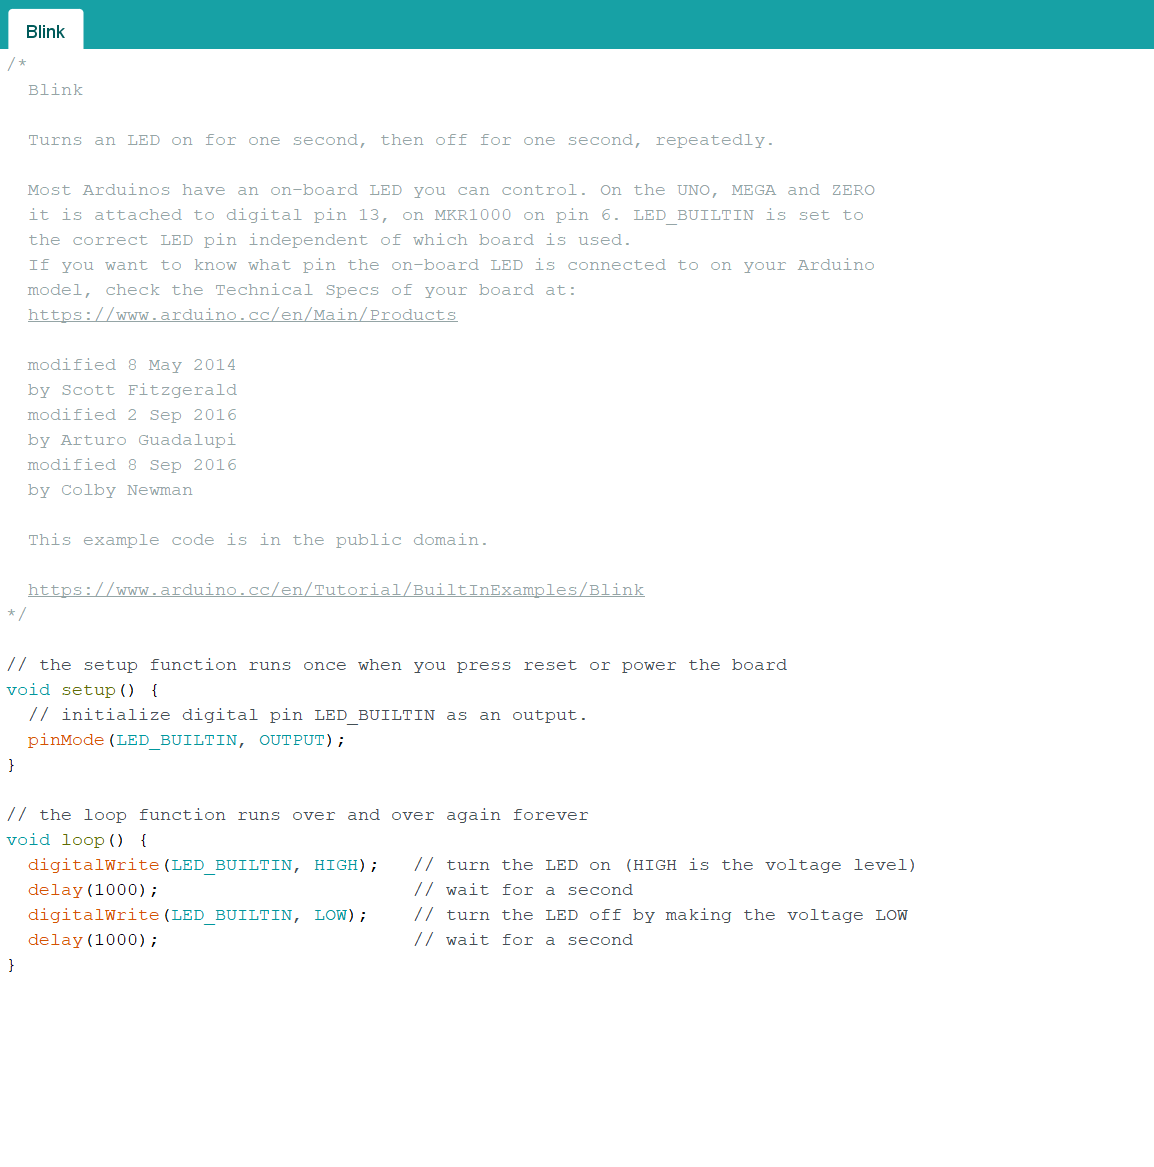 Blink
/*
  Blink

  Turns an LED on for one second, then off for one second, repeatedly.

  Most Arduinos have an on-board LED you can control. On the UNO, MEGA and ZERO
  it is attached to digital pin 13, on MKR1000 on pin 6. LED_BUILTIN is set to
  the correct LED pin independent of which board is used.
  If you want to know what pin the on-board LED is connected to on your Arduino
  model, check the Technical Specs of your board at:
  https://www.arduino.cc/en/Main/Products

  modified 8 May 2014
  by Scott Fitzgerald
  modified 2 Sep 2016
  by Arturo Guadalupi
  modified 8 Sep 2016
  by Colby Newman

  This example code is in the public domain.

  https://www.arduino.cc/en/Tutorial/BuiltInExamples/Blink
*/

// the setup function runs once when you press reset or power the board
void setup() {
  // initialize digital pin LED_BUILTIN as an output.
  pinMode(LED_BUILTIN, OUTPUT);
}

// the loop function runs over and over again forever
void loop() {
  digitalWrite(LED_BUILTIN, HIGH);   // turn the LED on (HIGH is the voltage level)
  delay(1000);                       // wait for a second
  digitalWrite(LED_BUILTIN, LOW);    // turn the LED off by making the voltage LOW
  delay(1000);                       // wait for a second
}